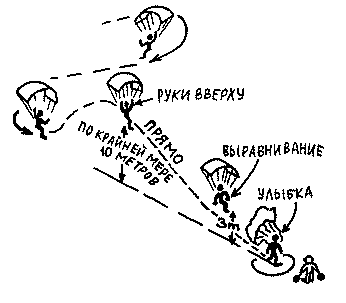 РУКИ ВВЕРХУ
ПРЯМО
ПО КРАЙНЕЙ МЕРЕ
10 МЕТРОВ
ВЫРАВНИВАНИЕ
УЛЫБКА
3m